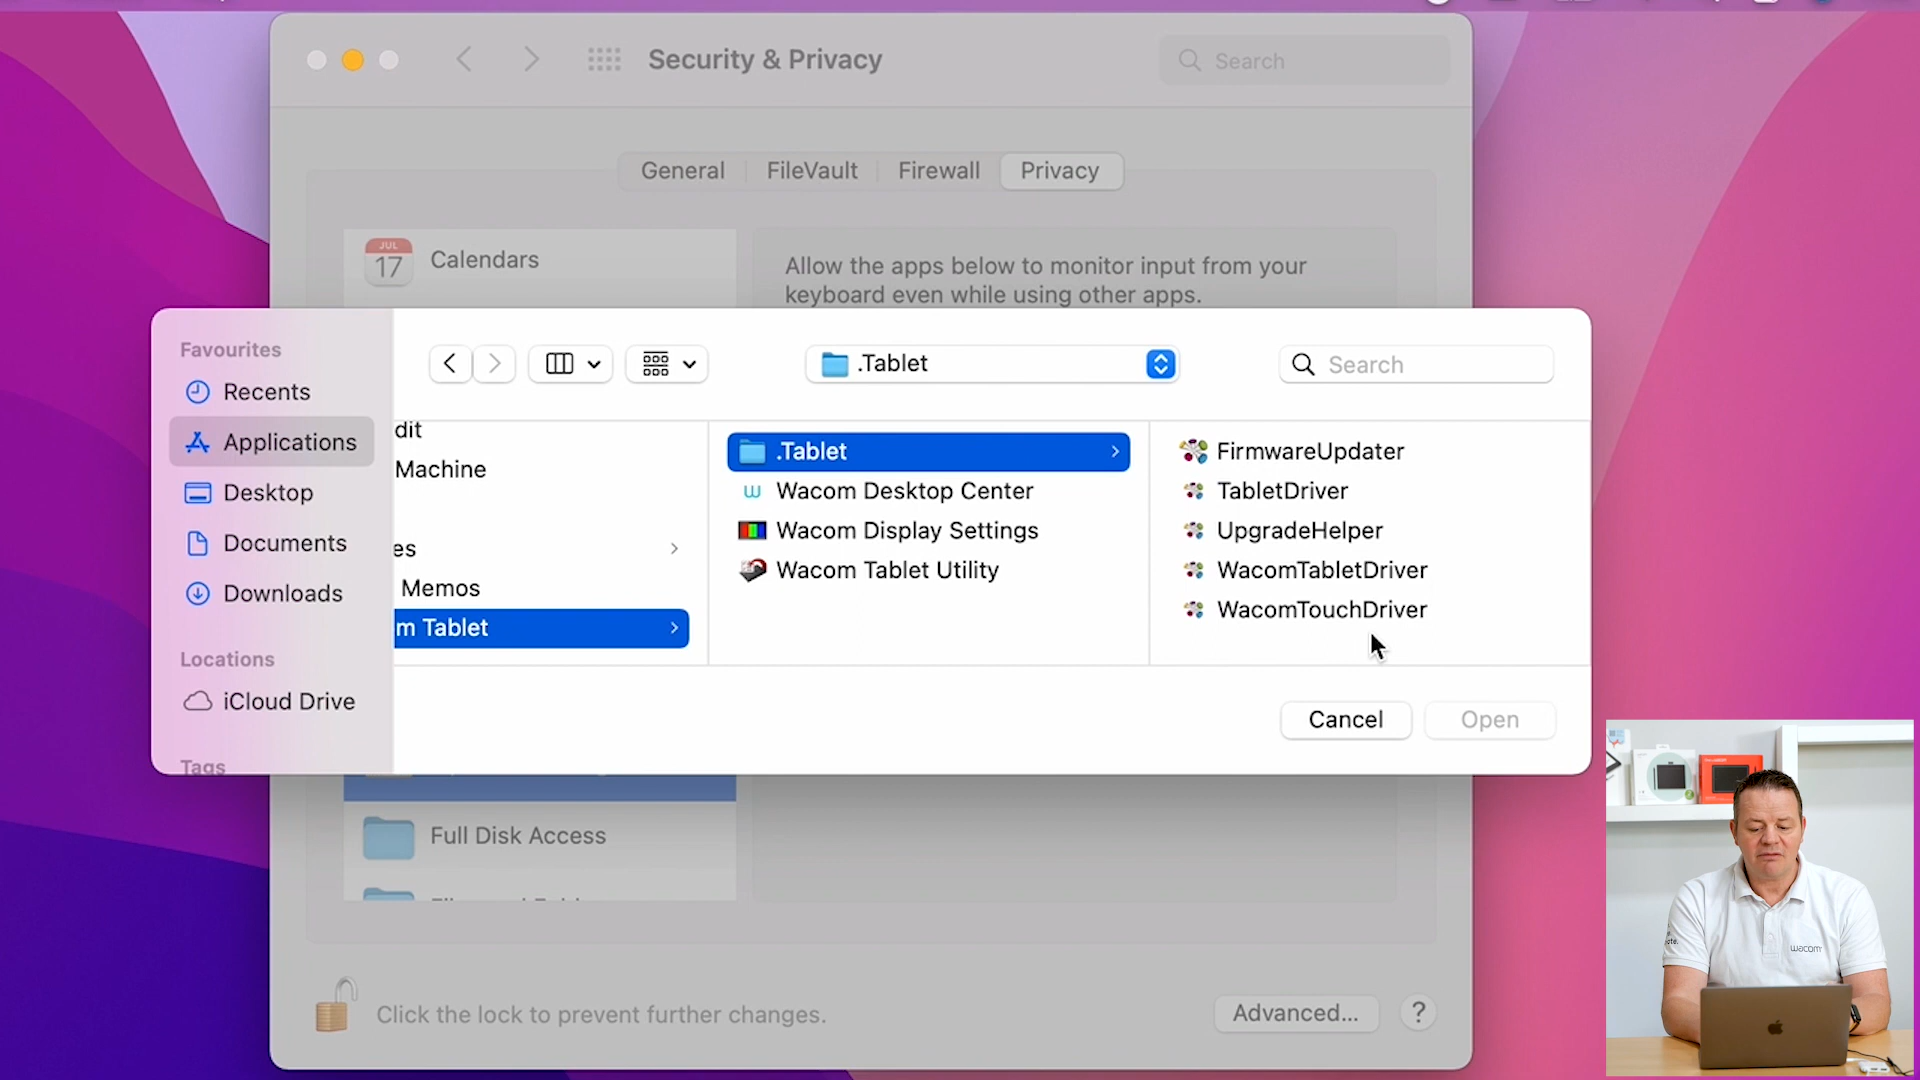 Security & Privacy
Search
General
FileVault
Firewall
Privacy
JUL
17
Calendars
Allow the apps below to monitor input from your
keyboard even while using other apps.
Favourites
Recents
Applications
Desktop
Documents
Downloads
Locations
iCloud Drive
Tags
.Tablet
Search
dit
Machine
es
Memos
m Tablet
.Tablet
Wacom Desktop Center
Wacom Display Settings
Wacom Tablet Utility
FirmwareUpdater
TabletDriver
UpgradeHelper
WacomTabletDriver
WacomTouchDriver
Cancel
Open
Full Disk Access
Click the lock to prevent further changes.
Advanced...
?
wacom